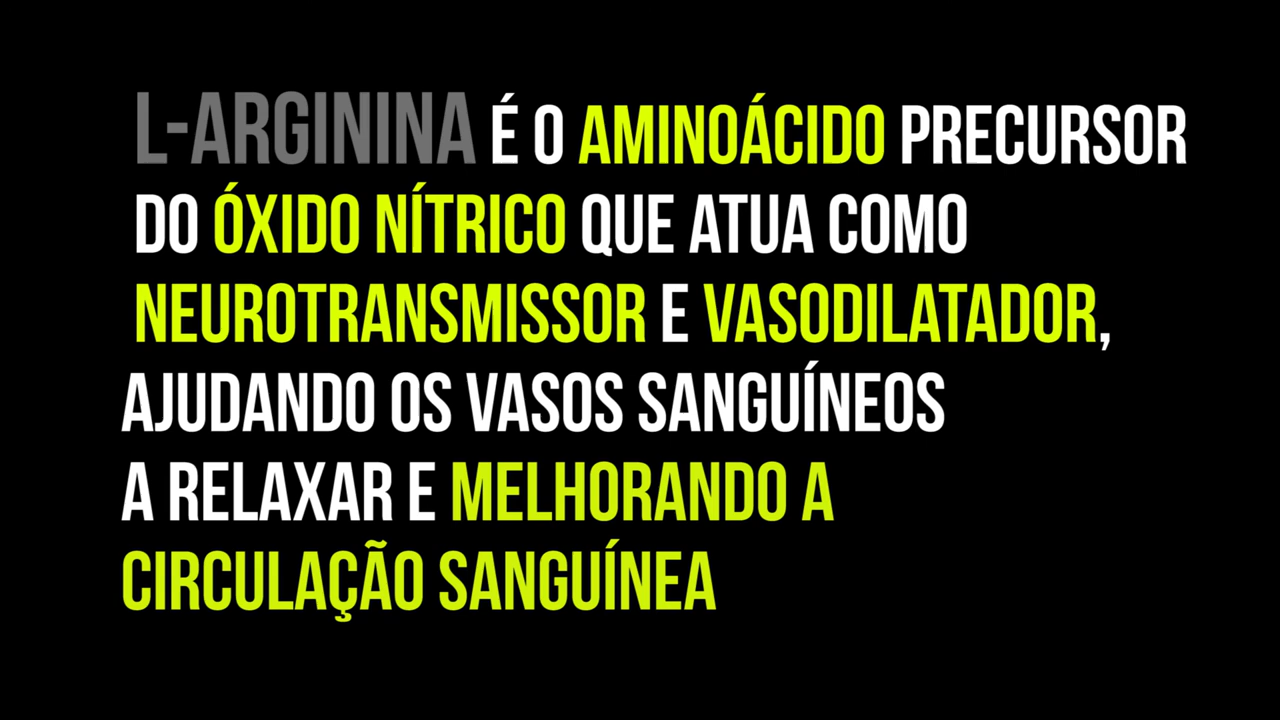 L-ARGININA É O AMINOÁCIDO PRECURSOR
DO ÓXIDO NÍTRICO QUE ATUA COMO
NEUROTRANSMISSOR E VASODILATADOR,
AJUDANDO OS VASOS SANGUÍNEOS
A RELAXAR E MELHORANDO A
CIRCULAÇÃO SANGUÍNEA